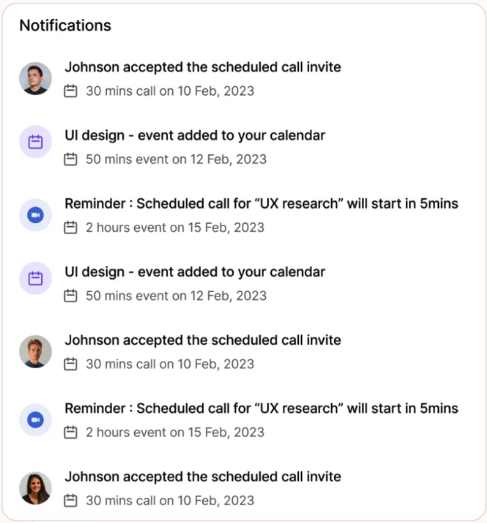 Notifications
Johnson accepted the scheduled call invite
30 mins call on 10 Feb, 2023
UI design - event added to your calendar
50 mins event on 12 Feb, 2023
Reminder : Scheduled call for “UX research” will start in 5mins
2 hours event on 15 Feb, 2023
UI design - event added to your calendar
50 mins event on 12 Feb, 2023
Johnson accepted the scheduled call invite
30 mins call on 10 Feb, 2023
Reminder : Scheduled call for “UX research” will start in 5mins
2 hours event on 15 Feb, 2023
Johnson accepted the scheduled call invite
30 mins call on 10 Feb, 2023